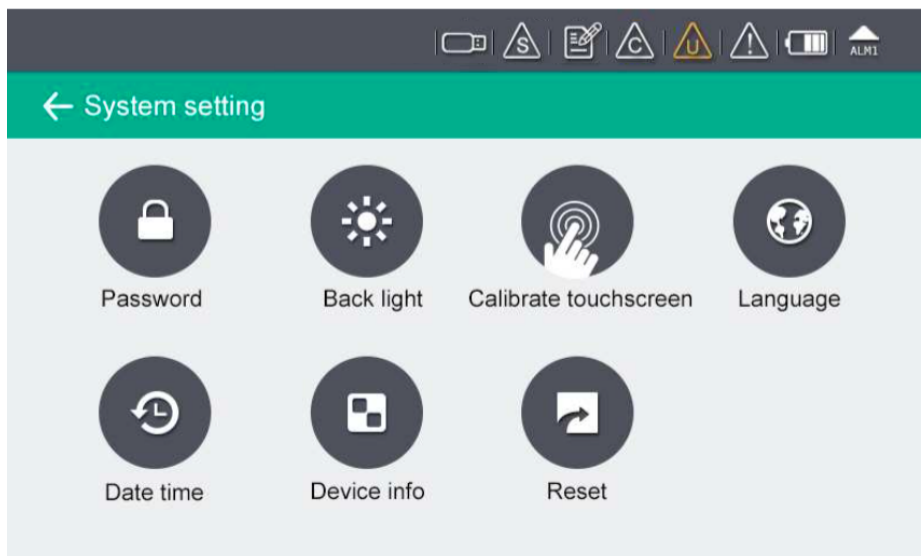 S C U ! ALM1
System setting
Password Back light Calibrate touchscreen Language
Date time Device info Reset